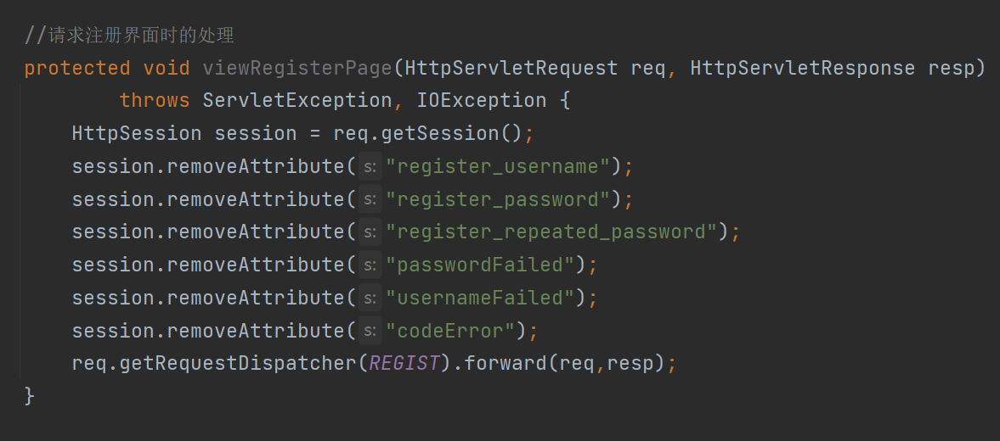 //请求注册界面时的处理
protected void viewRegisterPage(HttpServletRequest req, HttpServletResponse resp)
        throws ServletException, IOException {
    HttpSession session = req.getSession();
    session.removeAttribute( s: "register_username");
    session.removeAttribute( s: "register_password");
    session.removeAttribute( s: "register_repeated_password");
    session.removeAttribute( s: "passwordFailed");
    session.removeAttribute( s: "usernameFailed");
    session.removeAttribute( s: "codeError");
    req.getRequestDispatcher(REGIST).forward(req,resp);
}